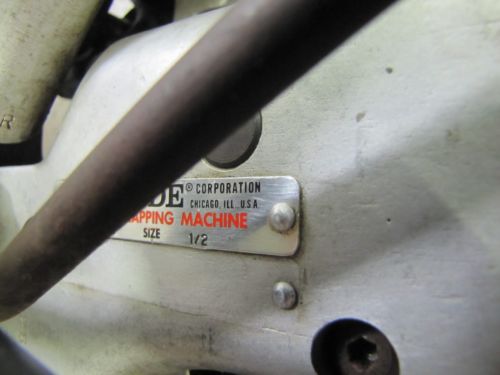 DE® CORPORATION
CHICAGO, ILL., U.S.A.
APPING MACHINE
SIZE 1/2
R